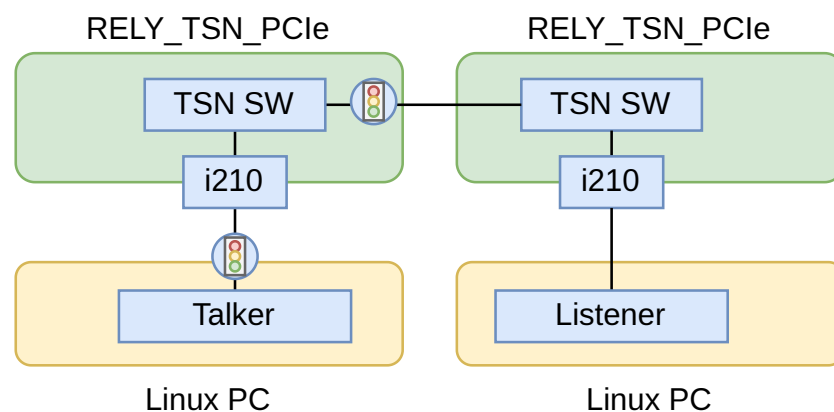 RELY_TSN_PCIe
RELY_TSN_PCIe
TSN SW
TSN SW
i210
i210
Talker
Listener
Linux PC
Linux PC